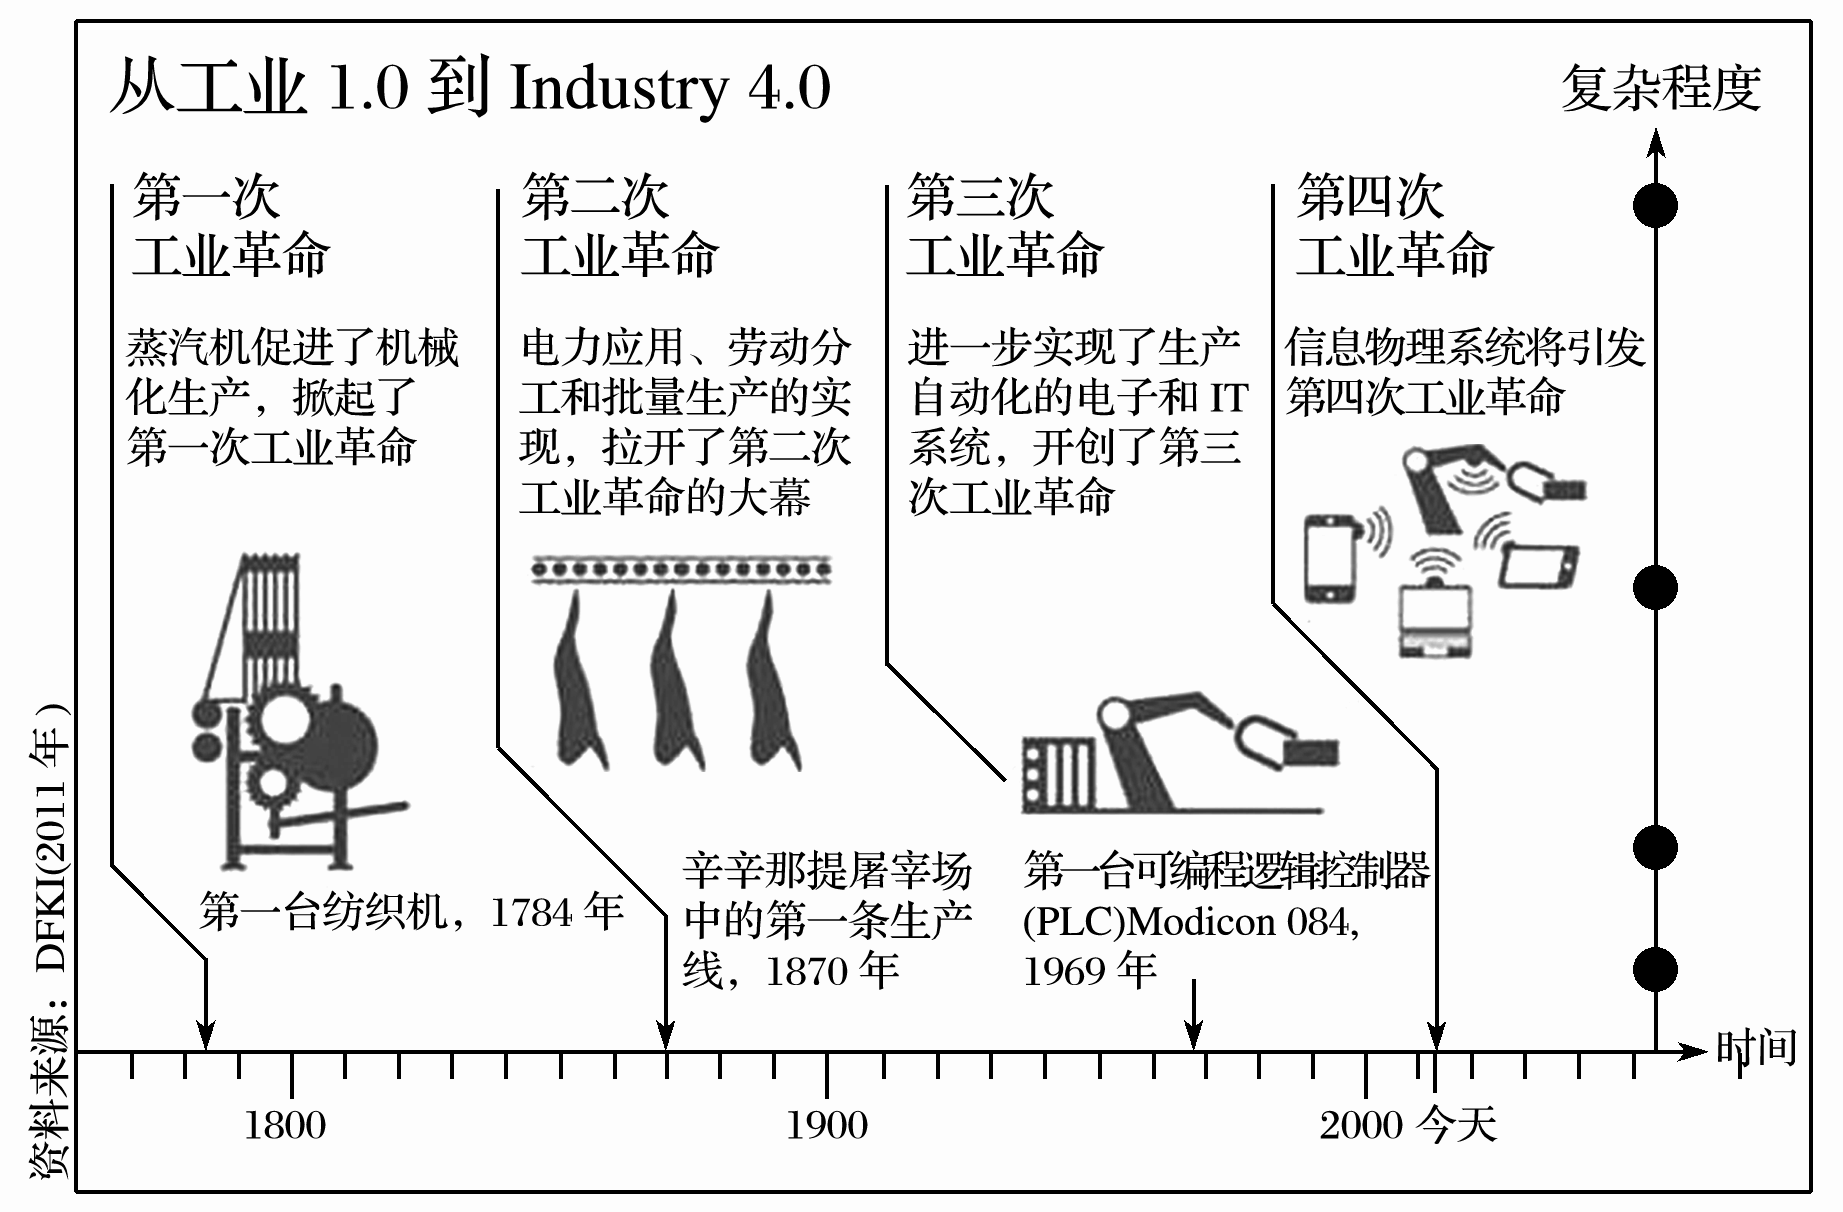 从工业 1.0 到 Industry 4.0
复杂程度
第一次
工业革命
蒸汽机促进了机械
化生产，掀起了
第一次工业革命
第一台纺织机，1784 年
第二次
工业革命
电力应用、劳动分
工和批量生产的实
现，拉开了第二次
工业革命的大幕
辛辛那提屠宰场
中的第一条生产
线，1870 年
第三次
工业革命
进一步实现了生产
自动化的电子和 IT
系统，开创了第三
次工业革命
第一台可编程逻辑控制器
(PLC)Modicon 084,
1969 年
第四次
工业革命
信息物理系统将引发
第四次工业革命
时间
1800
1900
2000
今天
资料来源.: DFKI(2011 年)